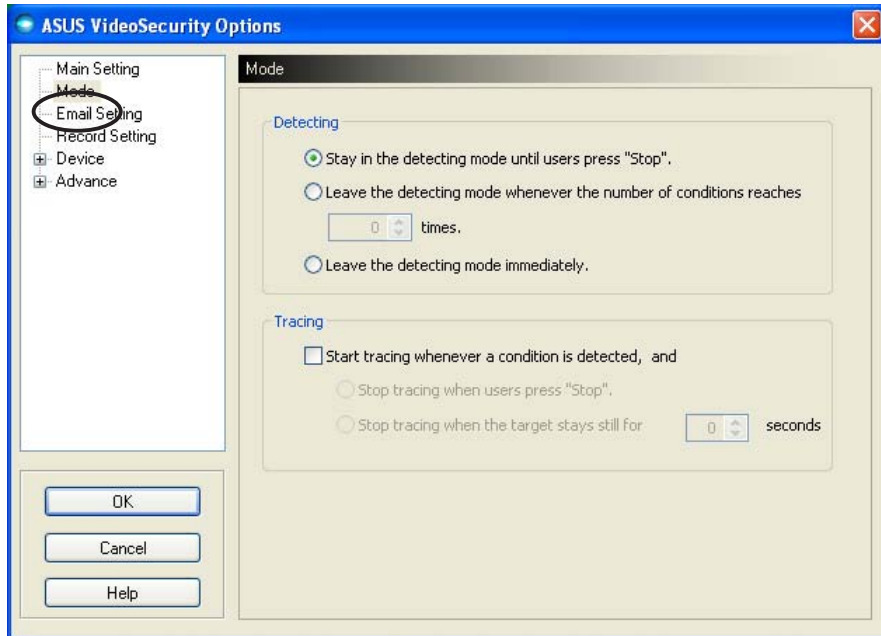 ASUS VideoSecurity Options
Main Setting
Mode
Email Setting
Record Setting
Device
Advance
OK
Cancel
Help
Mode
Detecting
Stay in the detecting mode until users press "Stop".
Leave the detecting mode whenever the number of conditions reaches
0 times.
Leave the detecting mode immediately.
Tracing
Start tracing whenever a condition is detected, and
Stop tracing when users press "Stop".
Stop tracing when the target stays still for 0 seconds